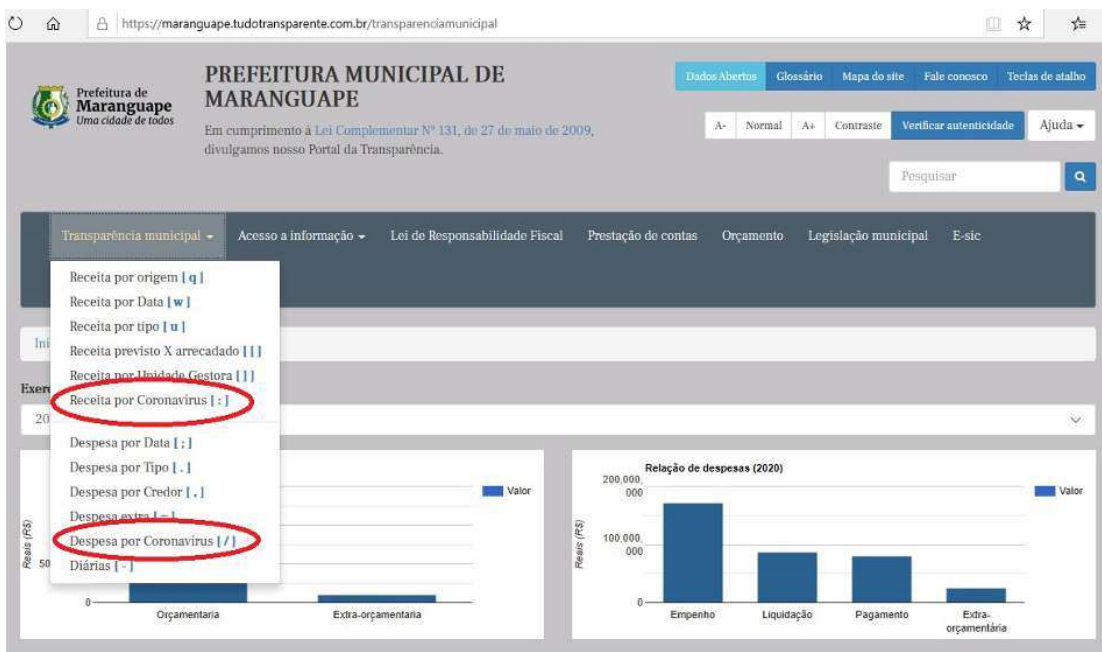 https://maranguape.tudotransparente.com.br/transparenciamunicipal
Prefeitura de
Maranguape
Uma cidade de todos
PREFEITURA MUNICIPAL DE
MARANGUAPE
Em cumprimento á Lei Complementar Nº 131, de 27 de maio de 2009,
divulgamos nosso Portal da Transparência.
Dados Abertos Glossário Mapa do site Fale conosco Teclas de atalho
A- Normal A+ Contraste Verificar autenticidade Ajuda
Pesquisar
Transparência municipal Acesso a informação Lei de Responsabilidade Fiscal Prestação de contas Orçamento Legislação municipal E-sic
Receita por origem [ q ]
Receita por Data [ w ]
Receita por tipo [ u ]
Receita previsto X arrecadado [ [ ]
Receita por Unidade Gestora [ ] ]
Receita por Coronavírus [ : ]
Despesa por Data [ ; ]
Despesa por Tipo [ . ]
Despesa por Credor [ , ]
Despesa extra [ = ]
Despesa por Coronavírus [ / ]
Diárias [ - ]
Valor
Reais (R$)
0
Orçamentaria Extra-orçamentaria
Relação de despesas (2020)
Valor
Reais (R$)
200,000,
000
100,000,
000
0
Empenho Liquidação Pagamento Extra-
orçamentária